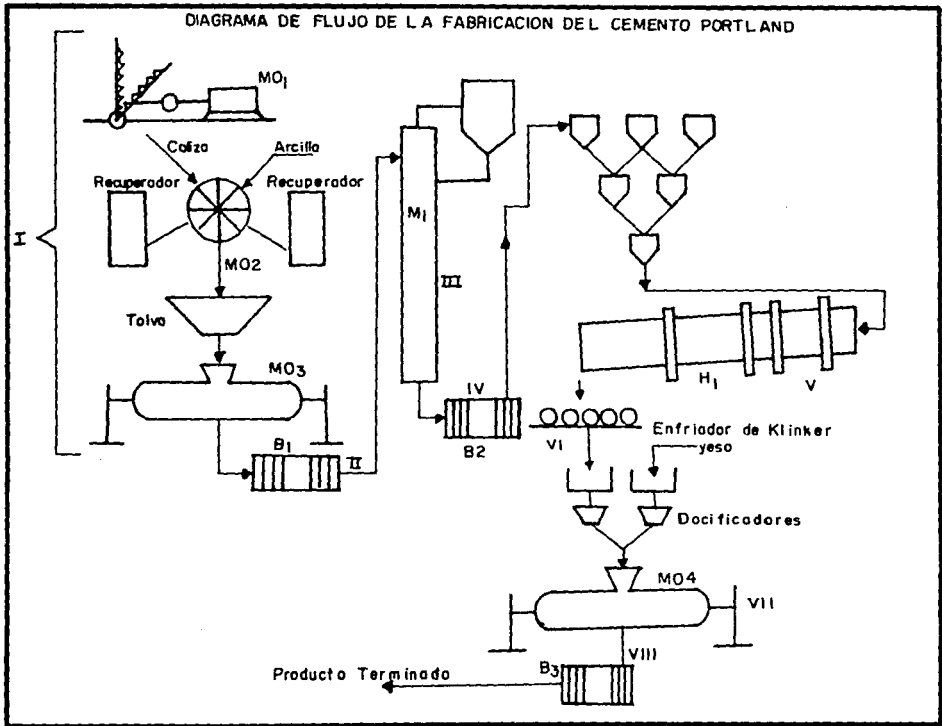 DIAGRAMA DE FLUJO DE LA FABRICACION DEL CEMENTO PORTLAND
MO1
Caliza
Arcilla
Recuperador
Recuperador
I
MO2
Tolva
MO3
B1
II
M1
III
IV
B2
H1
V
VI
Enfriador de Klinker
yeso
Docificadores
MO4
VII
VIII
B3
Producto Terminado